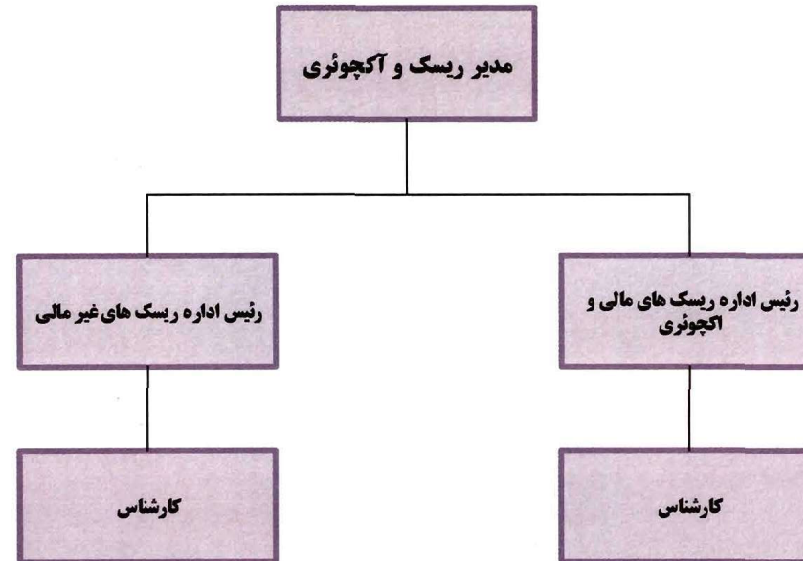 مدیر ریسک و آکچوئری
رئیس اداره ریسک های مالی و
اکچوئری
رئیس اداره ریسک های غیر مالی
کارشناس
کارشناس